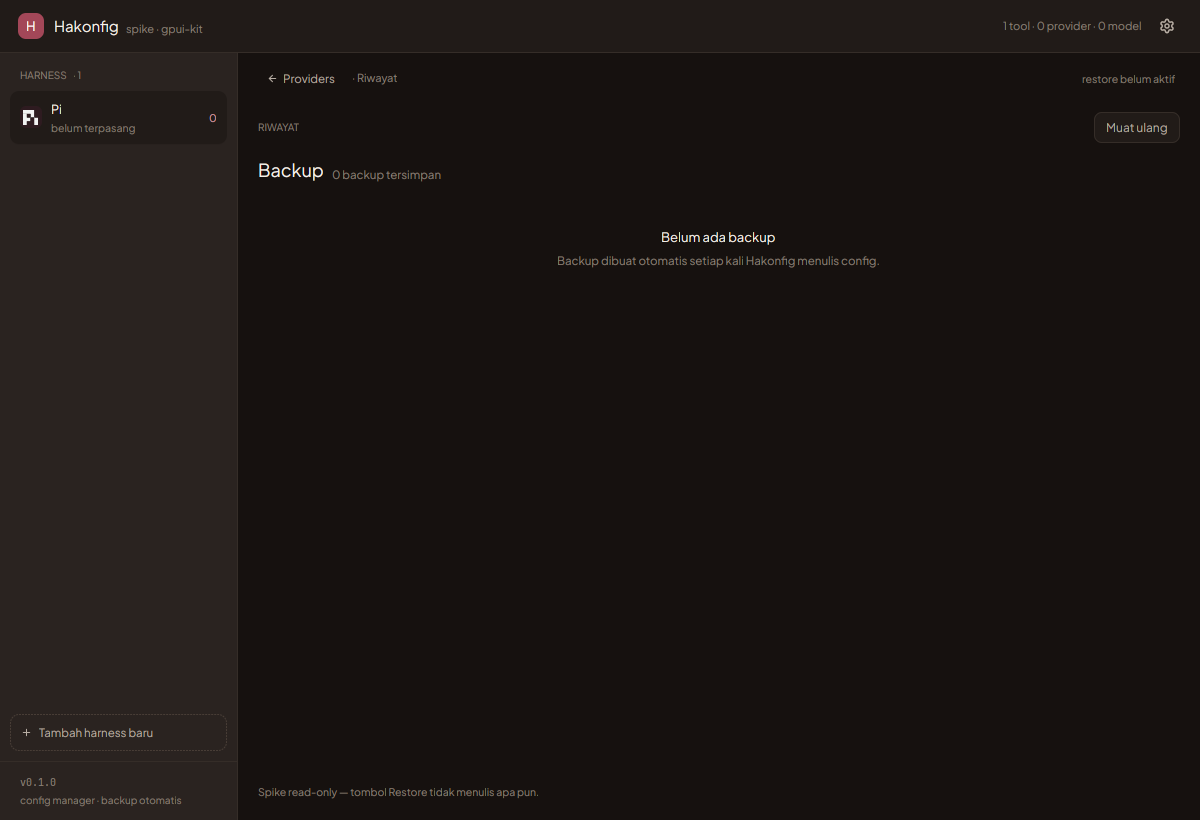 H Hakonfig spike · gpui-kit 1 tool · 0 provider · 0 model
HARNESS · 1
Pi
belum terpasang
0
Tambah harness baru
v0.1.0
config manager · backup otomatis
← Providers · Riwayat restore belum aktif
RIWAYAT Muat ulang
Backup 0 backup tersimpan
Belum ada backup
Backup dibuat otomatis setiap kali Hakonfig menulis config.
Spike read-only — tombol Restore tidak menulis apa pun.